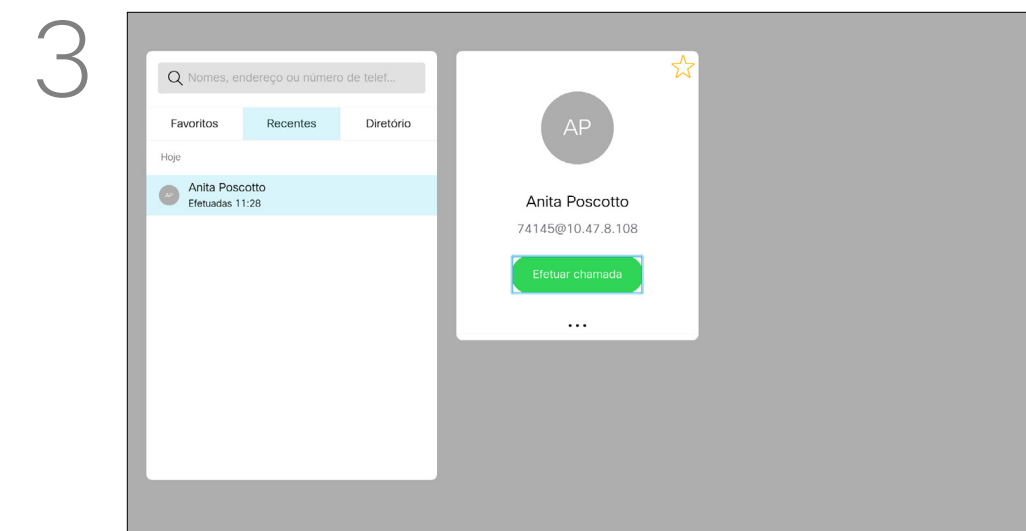 3
Nomes, endereço ou número de telef...
Favoritos Recentes Diretório
Hoje
AP Anita Poscotto
Efetuadas 11:28
AP
Anita Poscotto
74145@10.47.8.108
Efetuar chamada
...